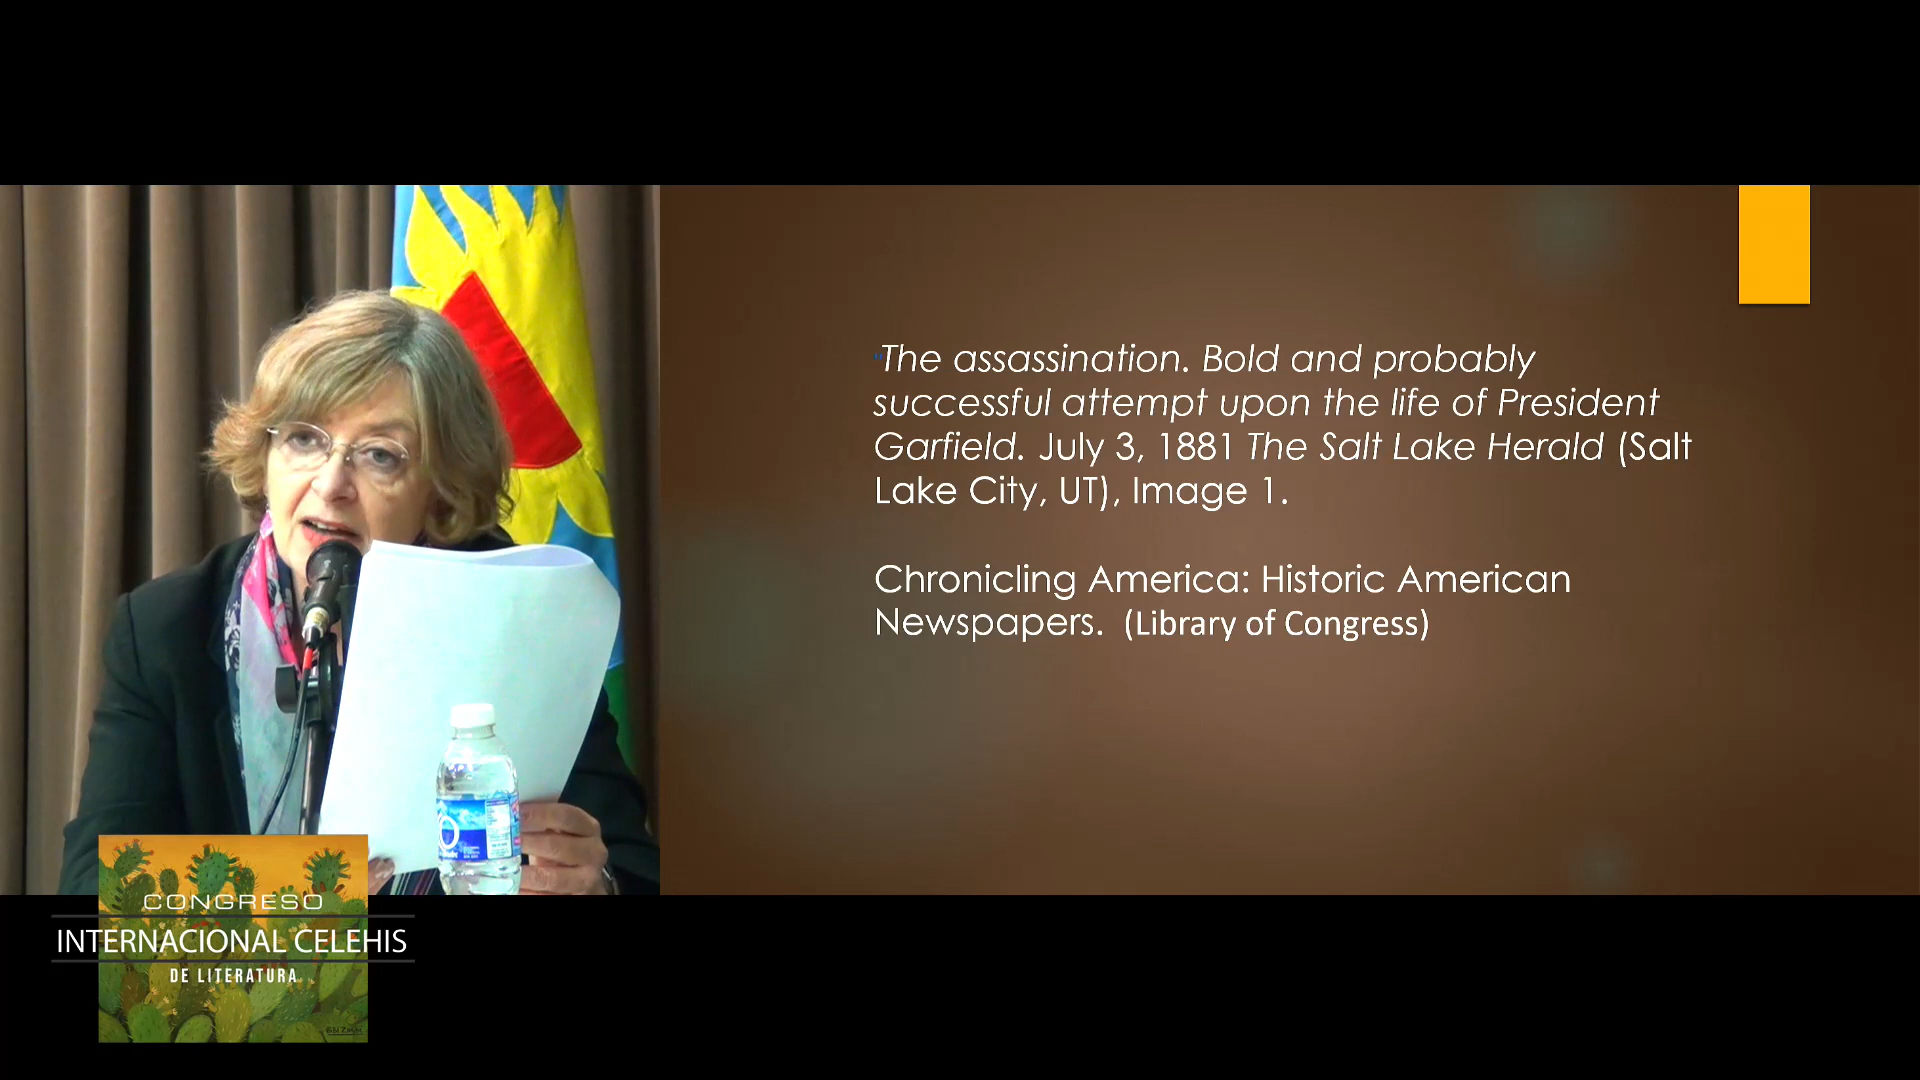 "The assassination. Bold and probably
successful attempt upon the life of President
Garfield. July 3, 1881 The Salt Lake Herald (Salt
Lake City, UT), Image 1.
Chronicling America: Historic American
Newspapers. (Library of Congress)
CONGRESO
INTERNACIONAL CELEHIS
DE LITERATURA